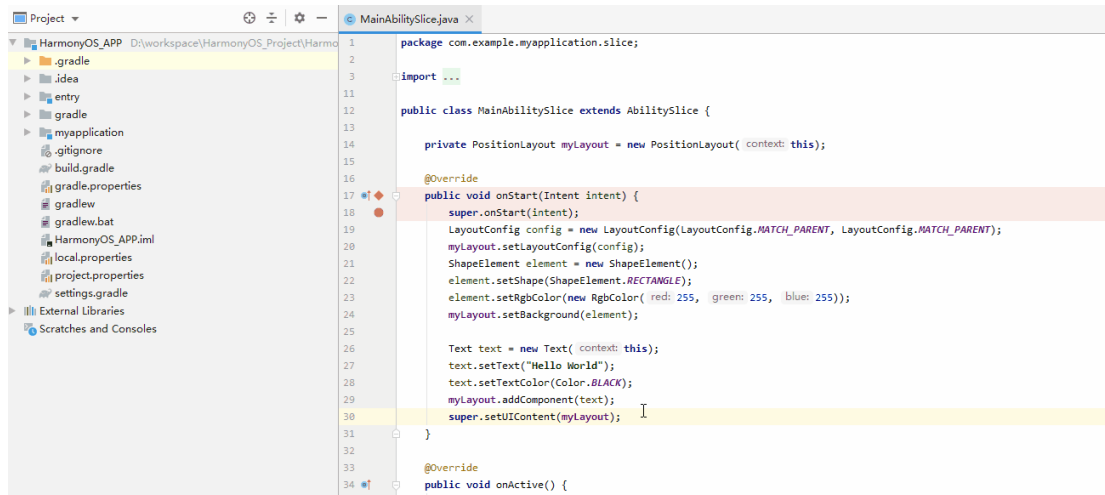 Project
HarmonyOS_APP D:\workspace\HarmonyOS_Project\Harmo
.gradle
.idea
entry
gradle
myapplication
.gitignore
build.gradle
gradle.properties
gradlew
gradlew.bat
HarmonyOS_APP.iml
local.properties
project.properties
settings.gradle
External Libraries
Scratches and Consoles
MainAbilitySlice.java
1 package com.example.myapplication.slice;
2
3 import ...
11
12 public class MainAbilitySlice extends AbilitySlice {
13
14 private PositionLayout myLayout = new PositionLayout( context: this);
15
16 @Override
17 public void onStart(Intent intent) {
18 super.onStart(intent);
19 LayoutConfig config = new LayoutConfig(LayoutConfig.MATCH_PARENT, LayoutConfig.MATCH_PARENT);
20 myLayout.setLayoutConfig(config);
21 ShapeElement element = new ShapeElement();
22 element.setShape(ShapeElement.RECTANGLE);
23 element.setRgbColor(new RgbColor( red: 255, green: 255, blue: 255));
24 myLayout.setBackground(element);
25
26 Text text = new Text( context: this);
27 text.setText("Hello World");
28 text.setTextColor(Color.BLACK);
29 myLayout.addComponent(text);
30 super.setUIContent(myLayout);
31 }
32
33 @Override
34 public void onActive() {